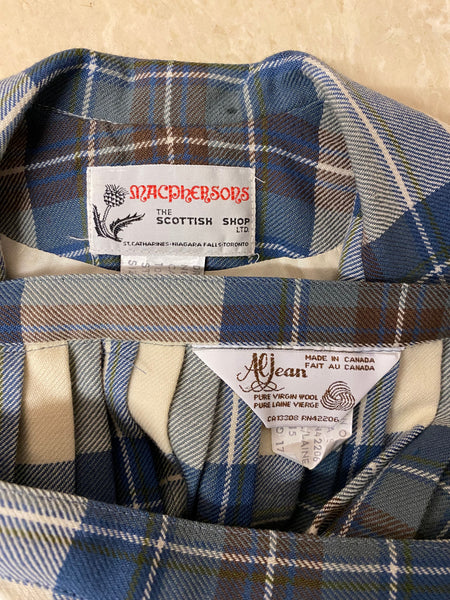 MACPHERSONS
THE
SCOTTISH SHOP
LTD.
ST. CATHARINES · NIAGARA FALLS · TORONTO
Aljean
MADE IN CANADA
FAIT AU CANADA
PURE VIRGIN WOOL
PURE LAINE VIERGE
CA13308 RN42206